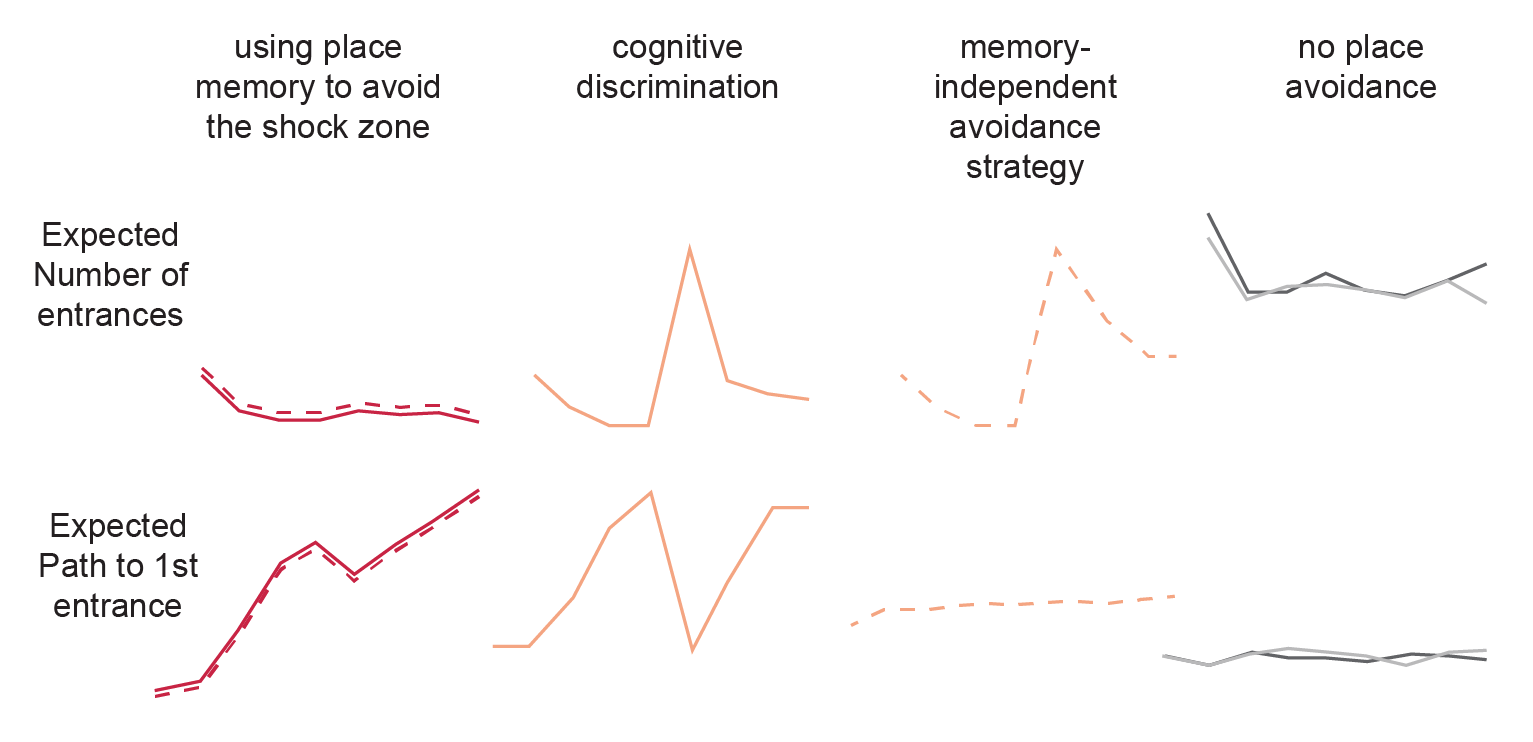 using place
memory to avoid
the shock zone
cognitive
discrimination
memory-
independent
avoidance
strategy
no place
avoidance
Expected
Number of
entrances
Expected
Path to 1st
entrance